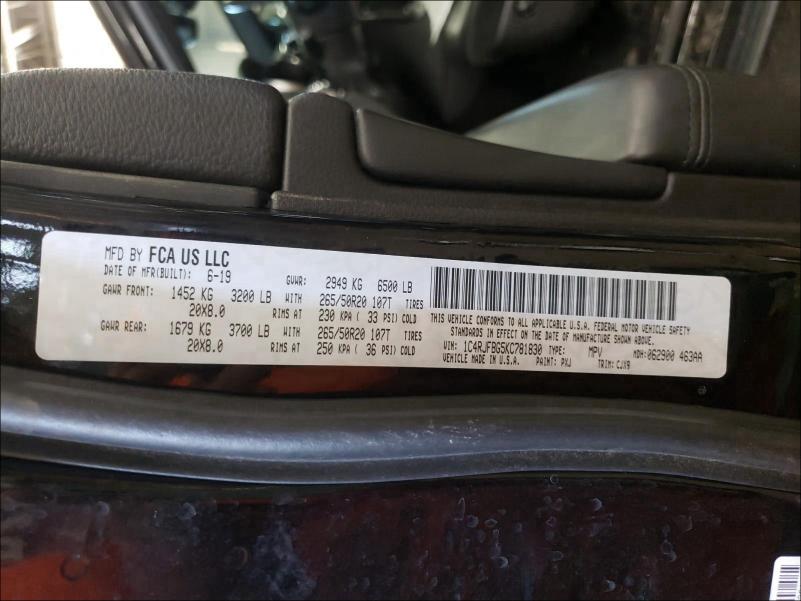 MFD BY FCA US LLC
DATE OF MFR(BUILT): 6-19 GVWR: 2949 KG 6500 LB
GAWR FRONT: 1452 KG 3200 LB WITH 265/50R20 107T TIRES
20X8.0 RIMS AT 230 KPA ( 33 PSI) COLD
GAWR REAR: 1679 KG 3700 LB WITH 265/50R20 107T TIRES
20X8.0 RIMS AT 250 KPA ( 36 PSI) COLD
THIS VEHICLE CONFORMS TO ALL APPLICABLE U.S.A. FEDERAL MOTOR VEHICLE SAFETY
STANDARDS IN EFFECT ON THE DATE OF MANUFACTURE SHOWN ABOVE.
VIN: 1C4RJFBG5KC781830 TYPE: MPV MDH: 062900 463AA
MADE IN U.S.A. PAINT: PXJ TRIM: CJX9